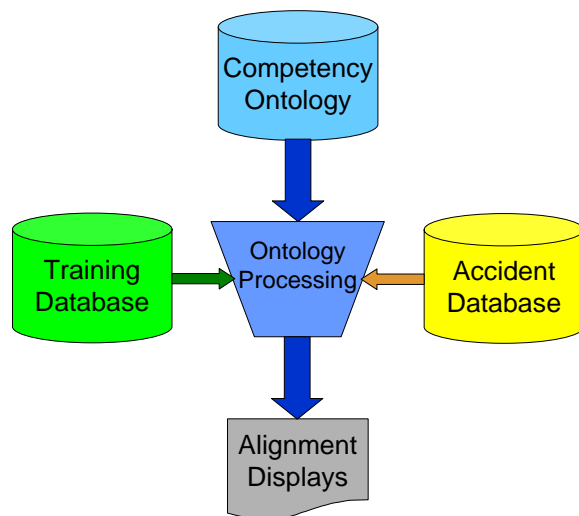 Competency
Ontology
Ontology
Processing
Training
Database
Accident
Database
Alignment
Displays